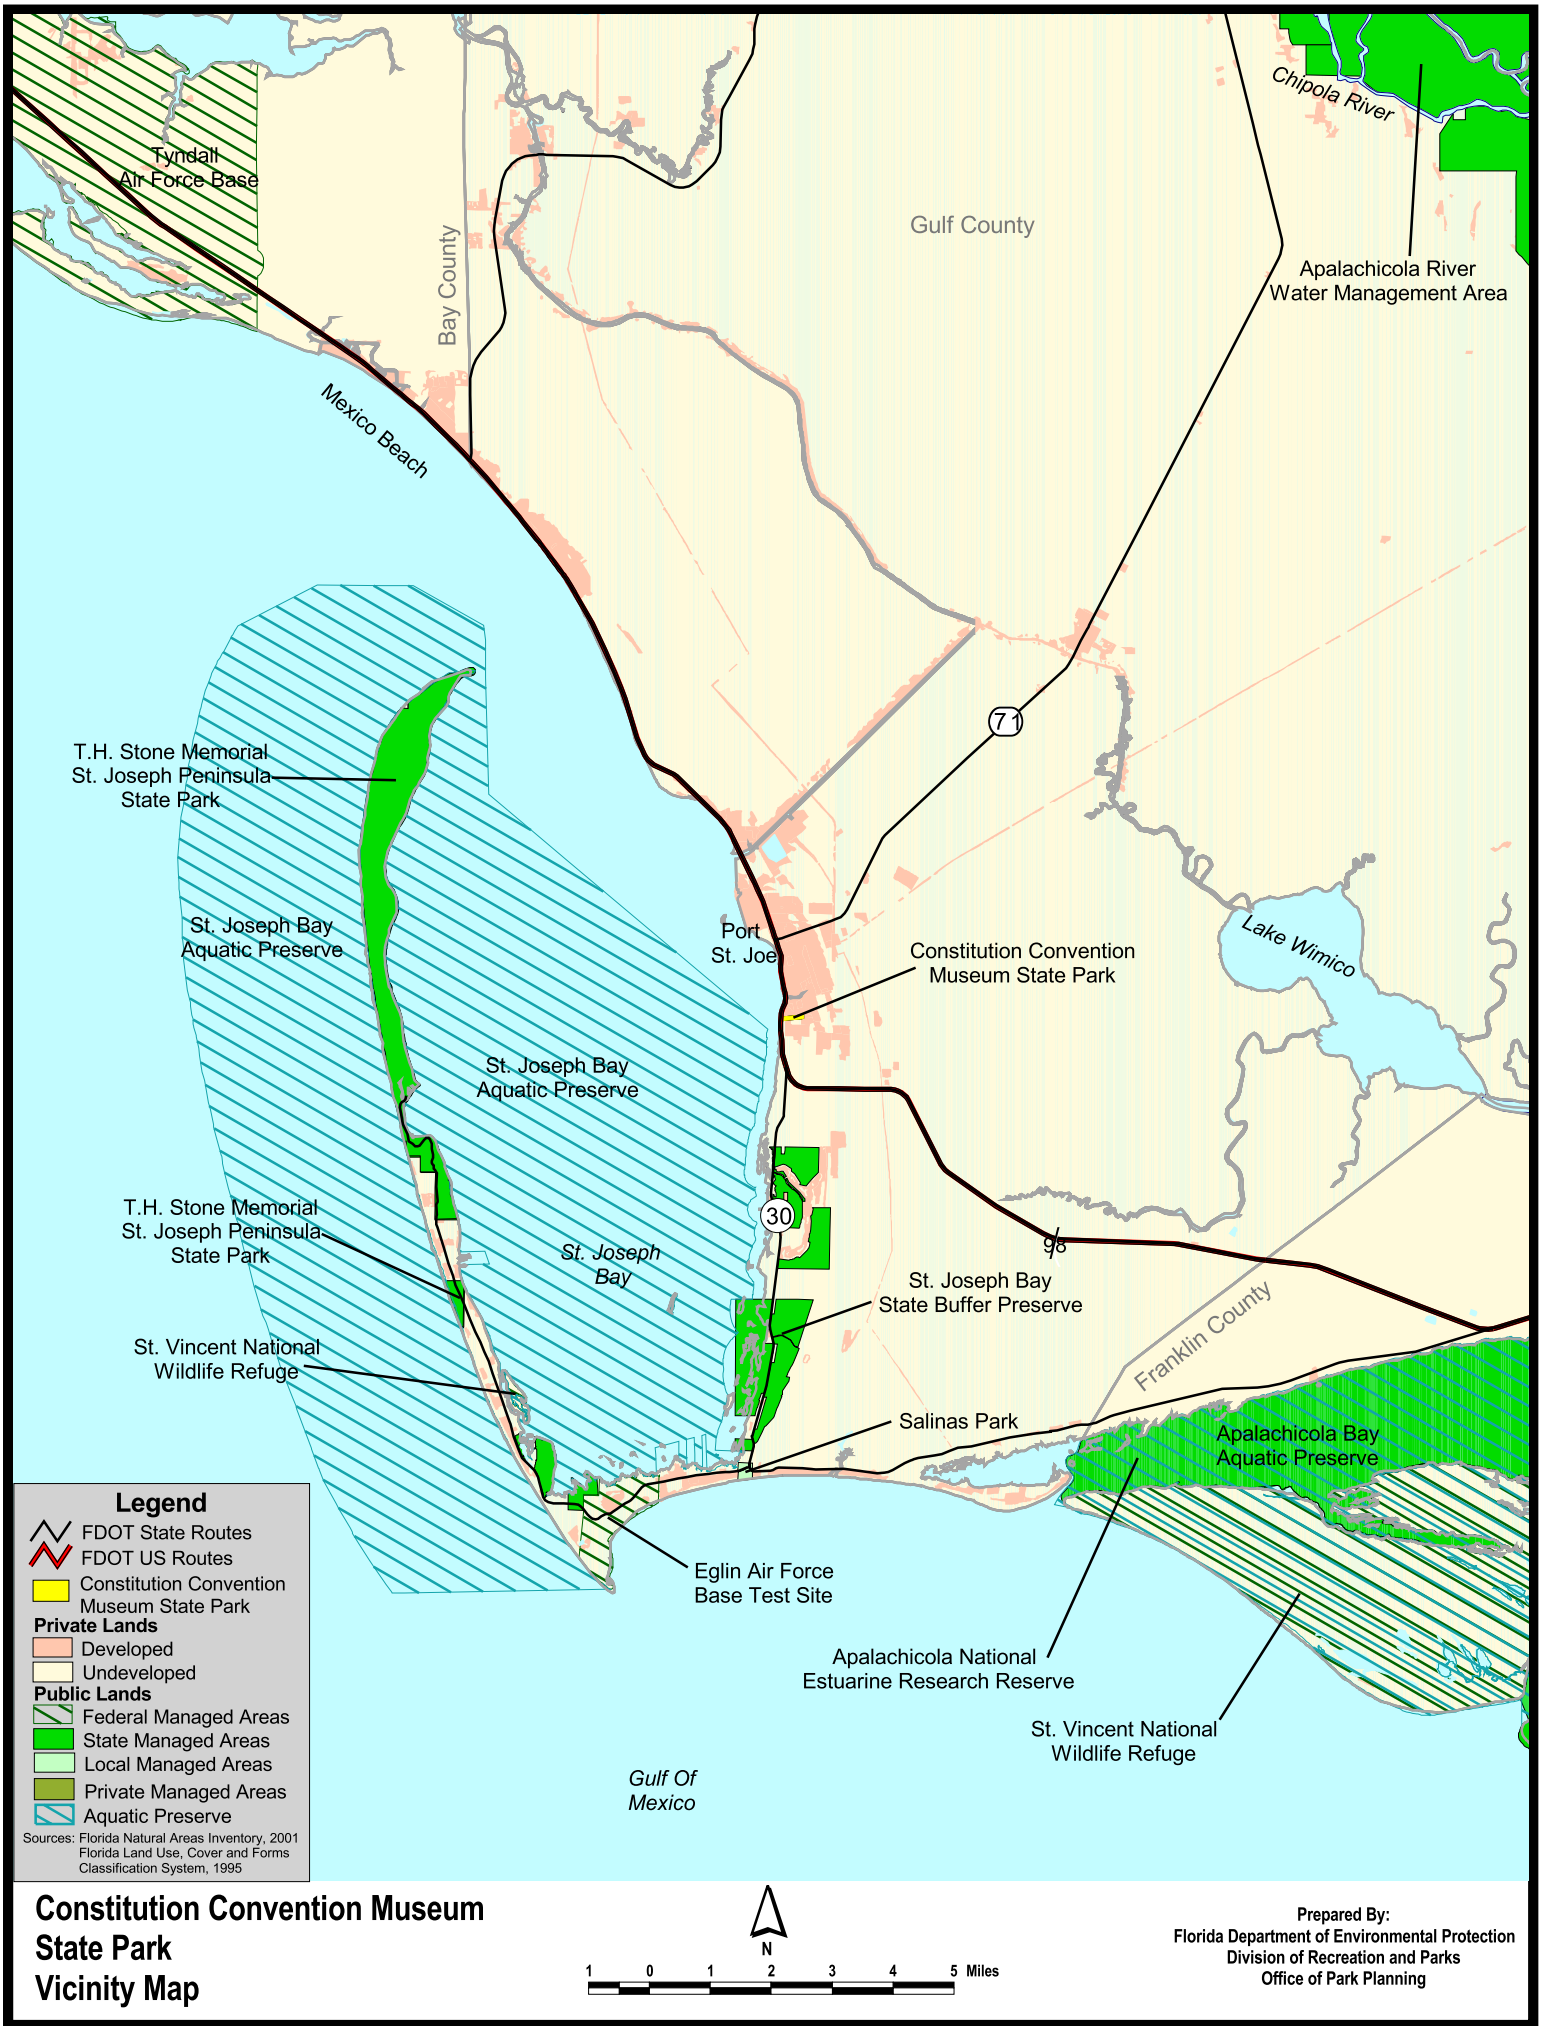 Chipola River
Tyndall
Air Force Base
Bay County
Gulf County
Apalachicola River
Water Management Area
Mexico Beach
71
T.H. Stone Memorial
St. Joseph Peninsula
State Park
St. Joseph Bay
Aquatic Preserve
Port
St. Joe
Constitution Convention
Museum State Park
Lake Wimico
St. Joseph Bay
Aquatic Preserve
T.H. Stone Memorial
St. Joseph Peninsula
State Park
30
St. Joseph
Bay
98
St. Joseph Bay
State Buffer Preserve
Franklin County
St. Vincent National
Wildlife Refuge
Salinas Park
Apalachicola Bay
Aquatic Preserve
Eglin Air Force
Base Test Site
Apalachicola National
Estuarine Research Reserve
St. Vincent National
Wildlife Refuge
Gulf Of
Mexico
Legend
FDOT State Routes
FDOT US Routes
Constitution Convention
Museum State Park
Private Lands
Developed
Undeveloped
Public Lands
Federal Managed Areas
State Managed Areas
Local Managed Areas
Private Managed Areas
Aquatic Preserve
Sources: Florida Natural Areas Inventory, 2001
Florida Land Use, Cover and Forms
Classification System, 1995
Constitution Convention Museum
State Park
Vicinity Map
N
1 0 1 2 3 4 5 Miles
Prepared By:
Florida Department of Environmental Protection
Division of Recreation and Parks
Office of Park Planning